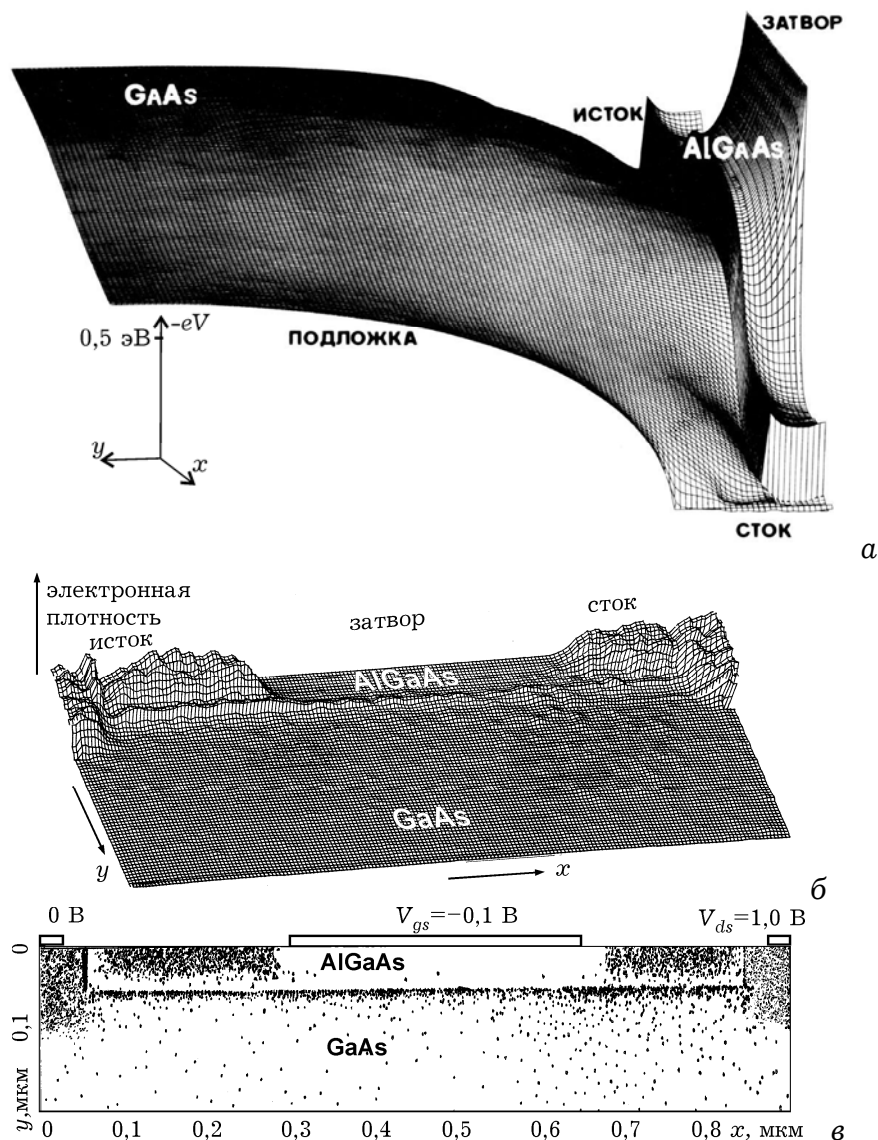 ЗАТВОР
GaAs
ИСТОК
AlGaAs
0,5 эВ
-eV
ПОДЛОЖКА
y
x
СТОК
а
электронная
плотность
исток
затвор
сток
AlGaAs
GaAs
y
x
б
0 В
Vgs=−0,1 В
Vds=1,0 В
0
AlGaAs
0,1
GaAs
y,мкм
0 0,1 0,2 0,3 0,4 0,5 0,6 0,7 0,8 x, мкм
в